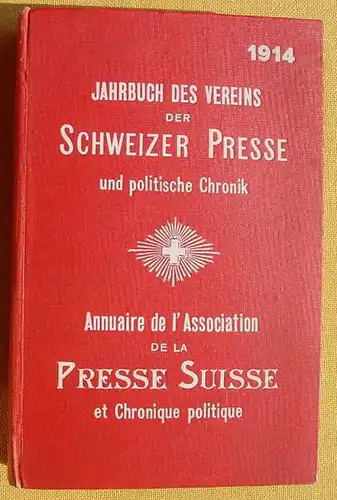 1914
JAHRBUCH DES VEREINS
DER
SCHWEIZER PRESSE
und politische Chronik
Annuaire de l'Association
DE LA
PRESSE SUISSE
et Chronique politique